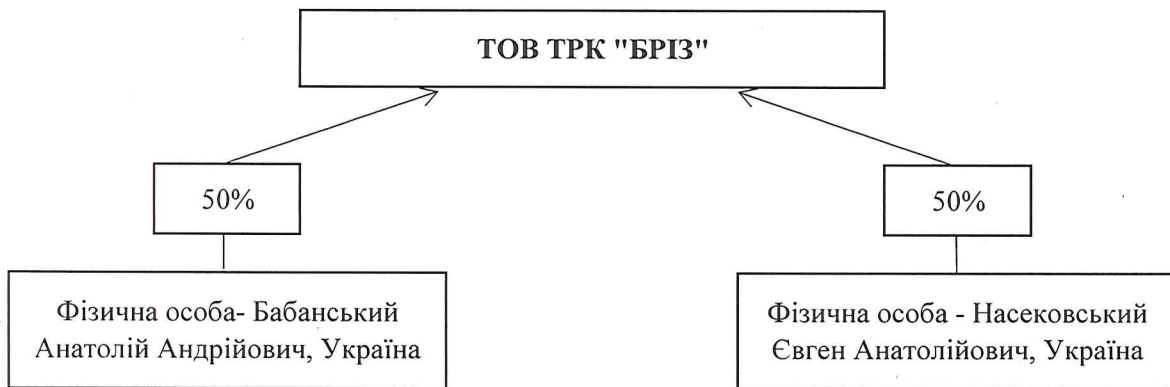 ТОВ ТРК "БРІЗ"
50%
50%
Фізична особа- Бабанський
Анатолій Андрійович, Україна
Фізична особа - Насековський
Євген Анатолійович, Україна